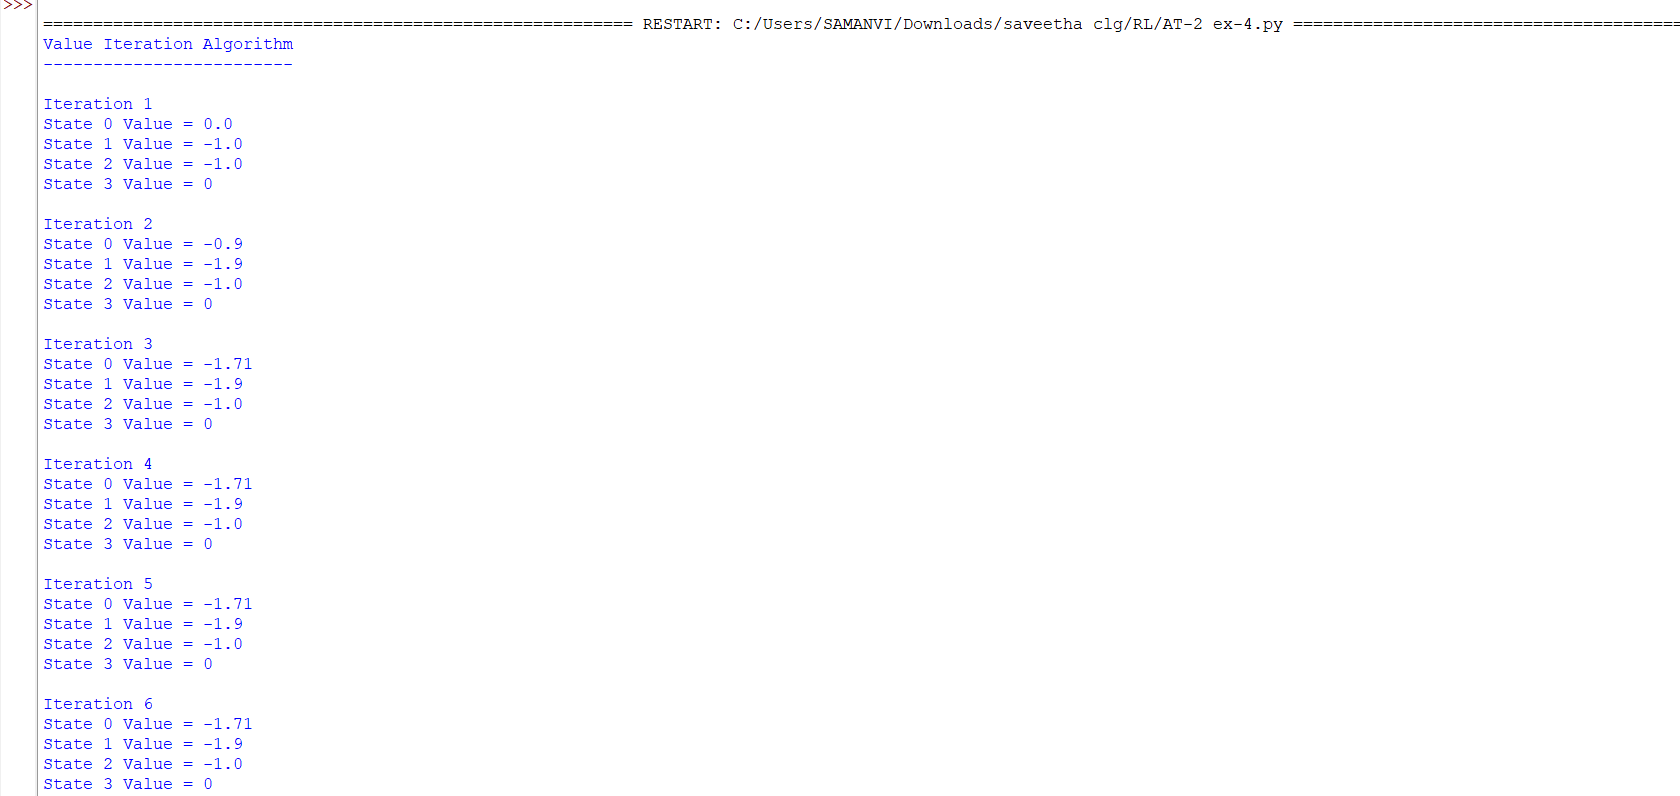 >>>
=========================================================== RESTART: C:/Users/SAMANVI/Downloads/saveetha clg/RL/AT-2 ex-4.py =======================================
Value Iteration Algorithm
-------------------------
Iteration 1
State 0 Value = 0.0
State 1 Value = -1.0
State 2 Value = -1.0
State 3 Value = 0
Iteration 2
State 0 Value = -0.9
State 1 Value = -1.9
State 2 Value = -1.0
State 3 Value = 0
Iteration 3
State 0 Value = -1.71
State 1 Value = -1.9
State 2 Value = -1.0
State 3 Value = 0
Iteration 4
State 0 Value = -1.71
State 1 Value = -1.9
State 2 Value = -1.0
State 3 Value = 0
Iteration 5
State 0 Value = -1.71
State 1 Value = -1.9
State 2 Value = -1.0
State 3 Value = 0
Iteration 6
State 0 Value = -1.71
State 1 Value = -1.9
State 2 Value = -1.0
State 3 Value = 0